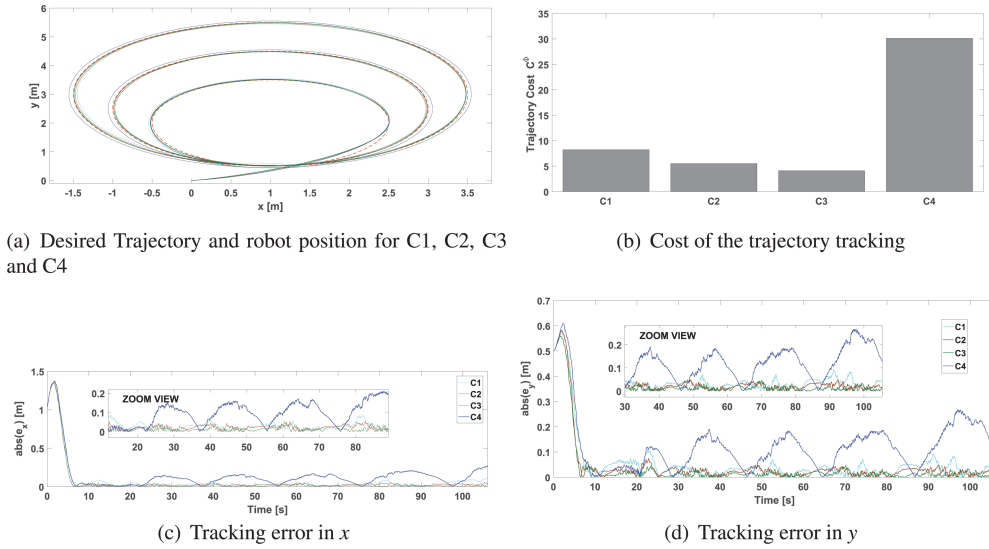 6
5
4
3
2
1
0
y [m]
-1.5 -1 -0.5 0 0.5 1 1.5 2 2.5 3 3.5
x [m]
(a) Desired Trajectory and robot position for C1, C2, C3
and C4
35
30
25
20
15
10
5
0
Trajectory Cost C^Φ
C1 C2 C3 C4
(b) Cost of the trajectory tracking
1.5
1
0.5
0
abs(e_x) [m]
ZOOM VIEW
0.2
0.1
0
20 30 40 50 60 70 80
C1
C2
C3
C4
0 10 20 30 40 50 60 70 80 90 100
Time [s]
(c) Tracking error in x
0.7
0.6
0.5
0.4
0.3
0.2
0.1
0
abs(e_y) [m]
ZOOM VIEW
0.2
0.1
0
30 40 50 60 70 80 90 100
C1
C2
C3
C4
0 10 20 30 40 50 60 70 80 90 100
Time [s]
(d) Tracking error in y